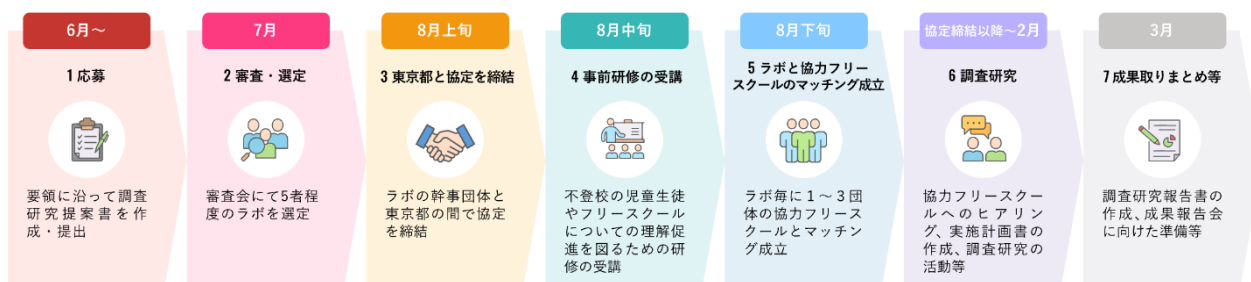 6月～
1 応募
要領に沿って調査
研究提案書を作
成・提出
7月
2 審査・選定
審査会にて5者程
度のラボを選定
8月上旬
3 東京都と協定を締結
ラボの幹事団体と
東京都の間で協定
を締結
8月中旬
4 事前研修の受講
不登校の児童生徒
やフリースクール
についての理解促
進を図るための研
修の受講
8月下旬
5 ラボと協力フリー
スクールのマッチング成立
ラボ毎に１～３団
体の協力フリース
クールとマッチン
グ成立
協定締結以降～2月
6 調査研究
協力フリースクー
ルへのヒアリン
グ、実施計画書の
作成、調査研究の
活動等
3月
7 成果取りまとめ等
調査研究報告書の
作成、成果報告会
に向けた準備等